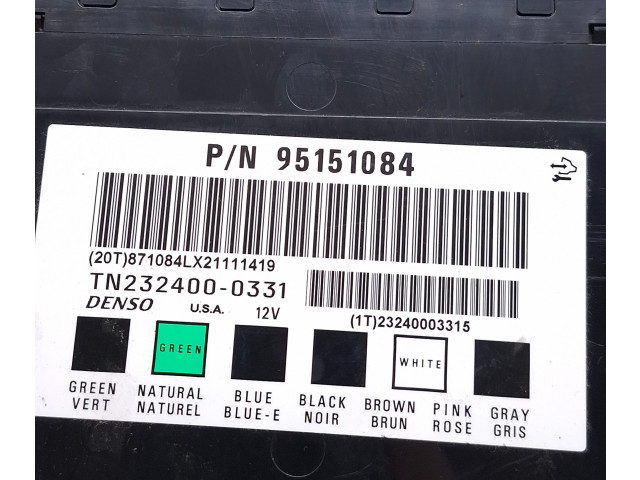 P/N 95151084
(20T)871084LX21111419
TN232400-0331
DENSO U.S.A. 12V
(1T)23240003315
GREEN WHITE
GREEN NATURAL BLUE BLACK BROWN PINK GRAY
VERT NATUREL BLUE-E NOIR BRUN ROSE GRIS